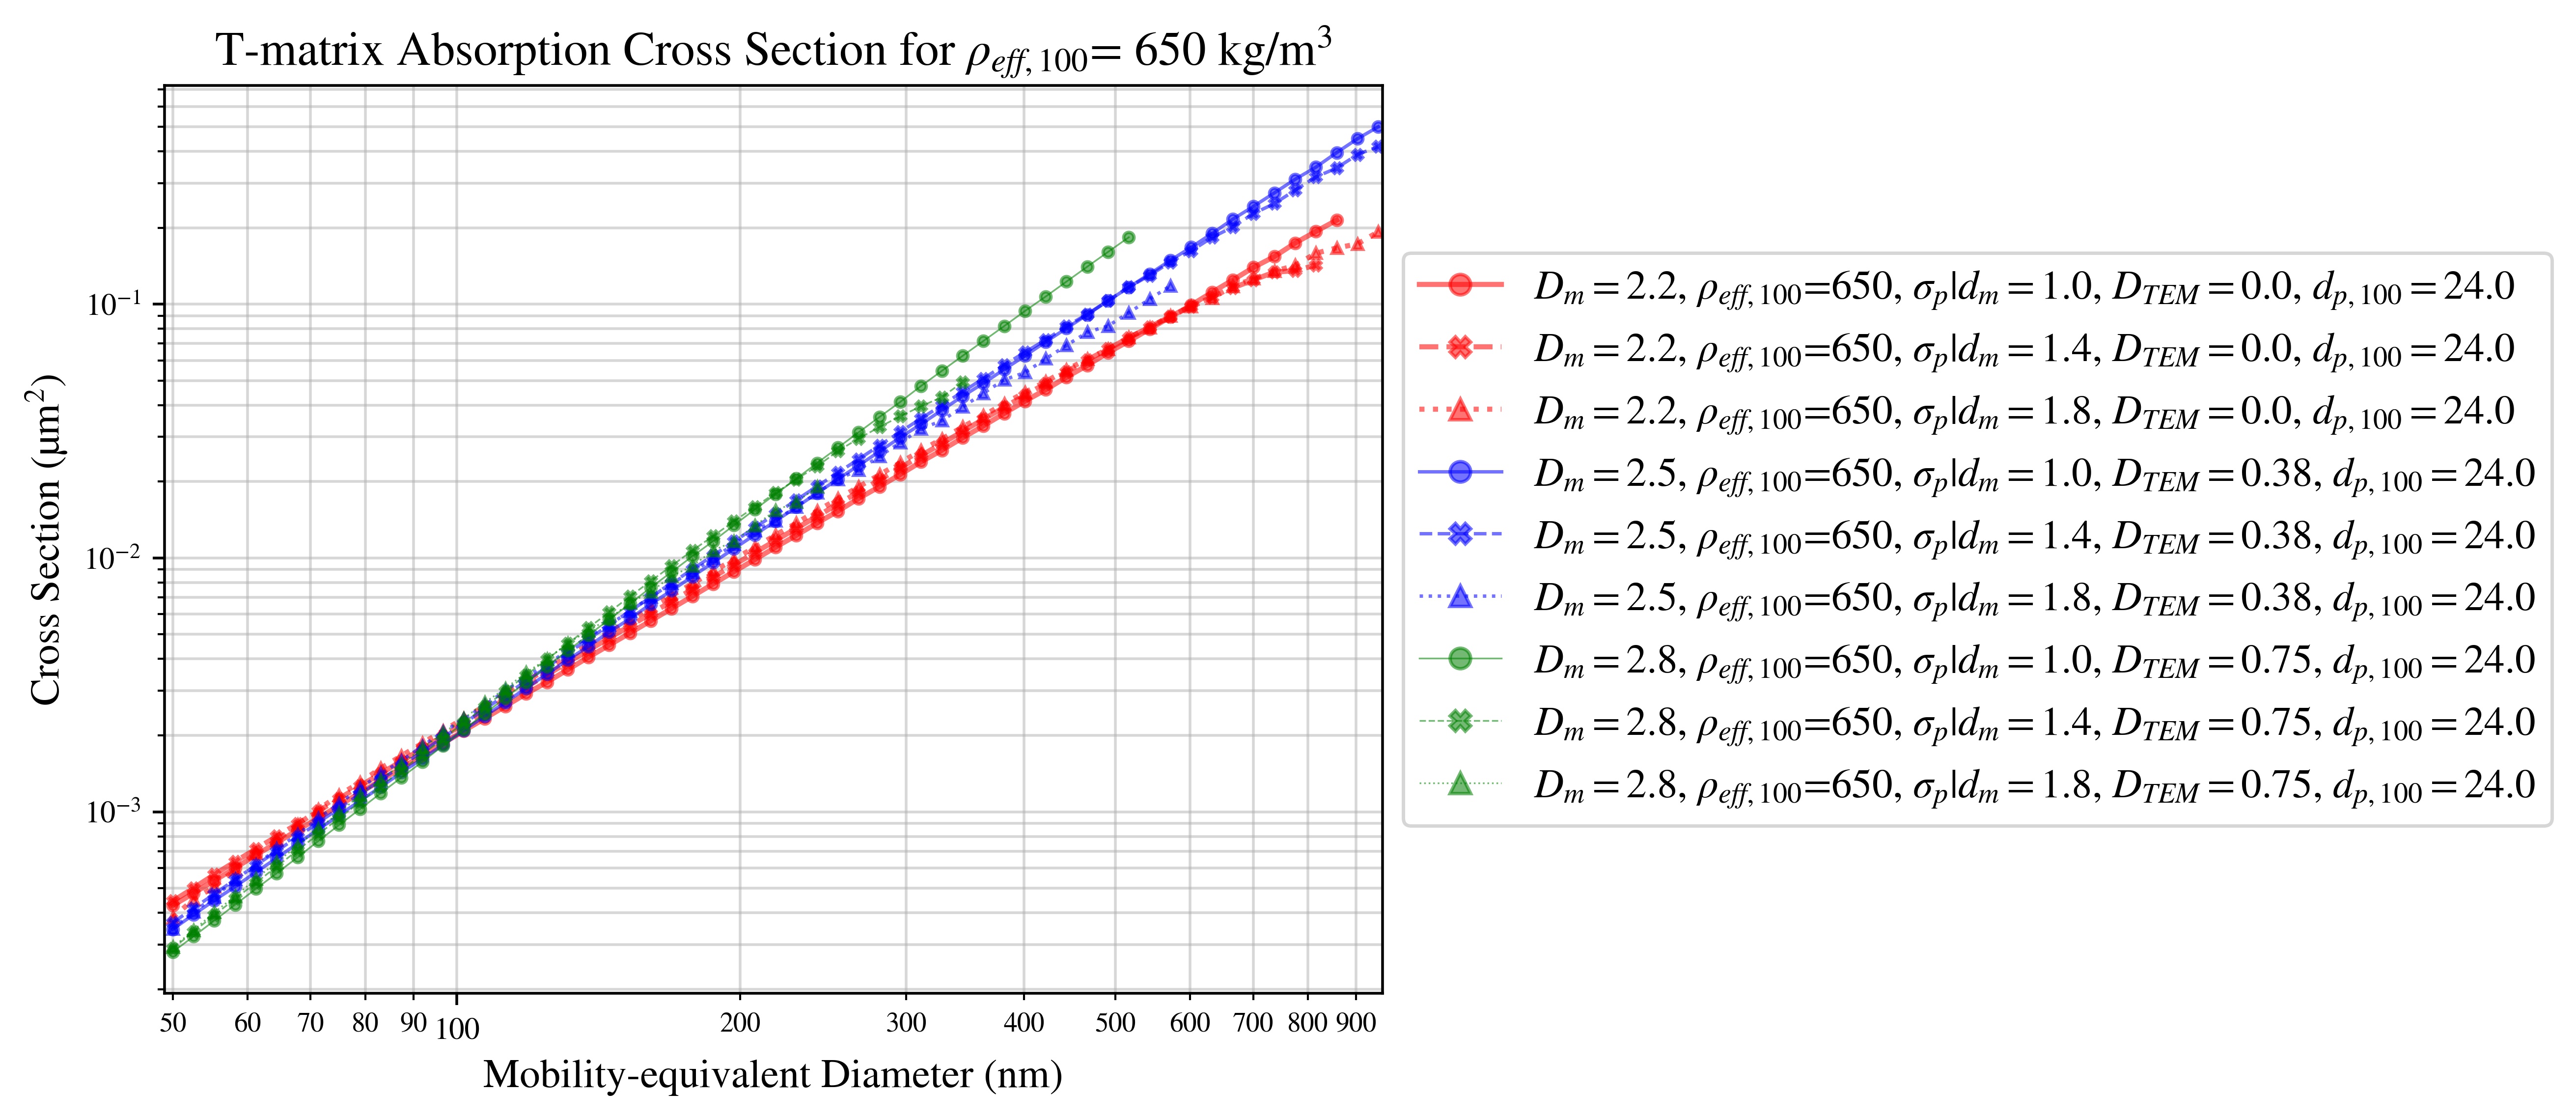 T-matrix Absorption Cross Section for ρeff,100= 650 kg/m³
Cross Section (μm²)
10⁻¹
10⁻²
10⁻³
50 60 70 80 90 100 200 300 400 500 600 700 800 900
Mobility-equivalent Diameter (nm)
Dm = 2.2, ρeff,100=650, σp|dm = 1.0, DTEM = 0.0, dp,100 = 24.0
Dm = 2.2, ρeff,100=650, σp|dm = 1.4, DTEM = 0.0, dp,100 = 24.0
Dm = 2.2, ρeff,100=650, σp|dm = 1.8, DTEM = 0.0, dp,100 = 24.0
Dm = 2.5, ρeff,100=650, σp|dm = 1.0, DTEM = 0.38, dp,100 = 24.0
Dm = 2.5, ρeff,100=650, σp|dm = 1.4, DTEM = 0.38, dp,100 = 24.0
Dm = 2.5, ρeff,100=650, σp|dm = 1.8, DTEM = 0.38, dp,100 = 24.0
Dm = 2.8, ρeff,100=650, σp|dm = 1.0, DTEM = 0.75, dp,100 = 24.0
Dm = 2.8, ρeff,100=650, σp|dm = 1.4, DTEM = 0.75, dp,100 = 24.0
Dm = 2.8, ρeff,100=650, σp|dm = 1.8, DTEM = 0.75, dp,100 = 24.0